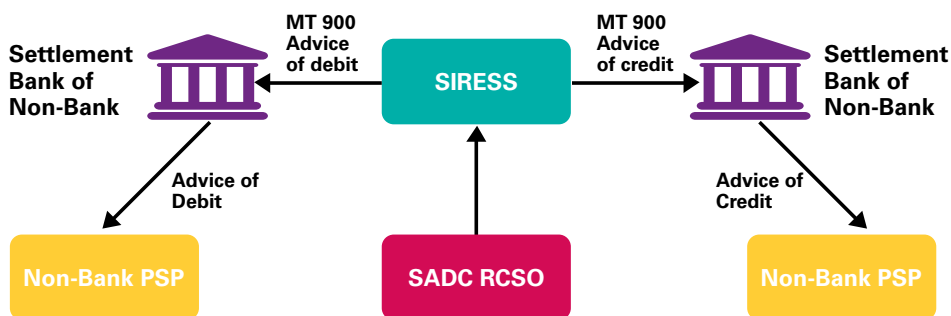 Settlement
Bank of
Non-Bank
MT 900
Advice
of debit
SIRESS
MT 900
Advice
of credit
Settlement
Bank of
Non-Bank
Advice of
Debit
Advice of
Credit
Non-Bank PSP
SADC RCSO
Non-Bank PSP